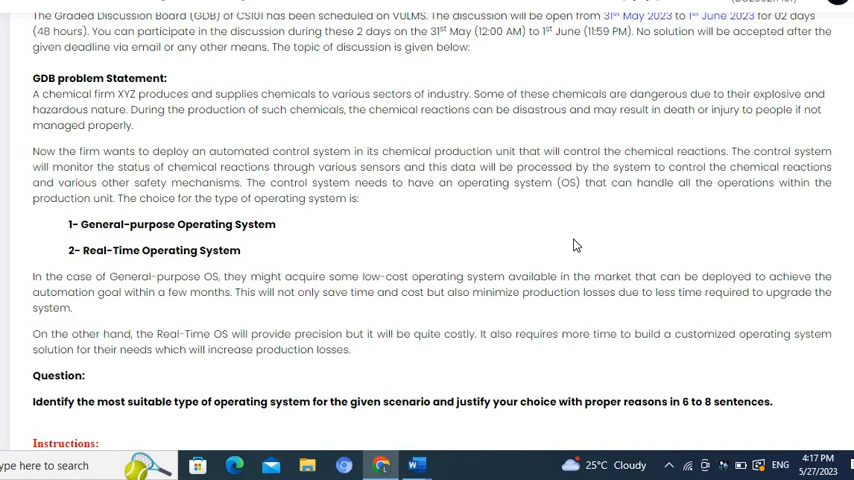 The Graded Discussion Board (GDB) of CS101 has been scheduled on VULMS. The discussion will be open from 31st May 2023 to 1st June 2023 for 02 days
(48 hours). You can participate in the discussion during these 2 days on the 31st May (12:00 AM) to 1st June (11:59 PM). No solution will be accepted after the
given deadline via email or any other means. The topic of discussion is given below:
GDB problem Statement:
A chemical firm XYZ produces and supplies chemicals to various sectors of industry. Some of these chemicals are dangerous due to their explosive and
hazardous nature. During the production of such chemicals, the chemical reactions can be disastrous and may result in death or injury to people if not
managed properly.
Now the firm wants to deploy an automated control system in its chemical production unit that will control the chemical reactions. The control system
will monitor the status of chemical reactions through various sensors and this data will be processed by the system to control the chemical reactions
and various other safety mechanisms. The control system needs to have an operating system (OS) that can handle all the operations within the
production unit. The choice for the type of operating system is:
1- General-purpose Operating System
2- Real-Time Operating System
In the case of General-purpose OS, they might acquire some low-cost operating system available in the market that can be deployed to achieve the
automation goal within a few months. This will not only save time and cost but also minimize production losses due to less time required to upgrade the
system.
On the other hand, the Real-Time OS will provide precision but it will be quite costly. It also requires more time to build a customized operating system
solution for their needs which will increase production losses.
Question:
Identify the most suitable type of operating system for the given scenario and justify your choice with proper reasons in 6 to 8 sentences.
Instructions:
ype here to search
25°C Cloudy
ENG
4:17 PM
5/27/2023